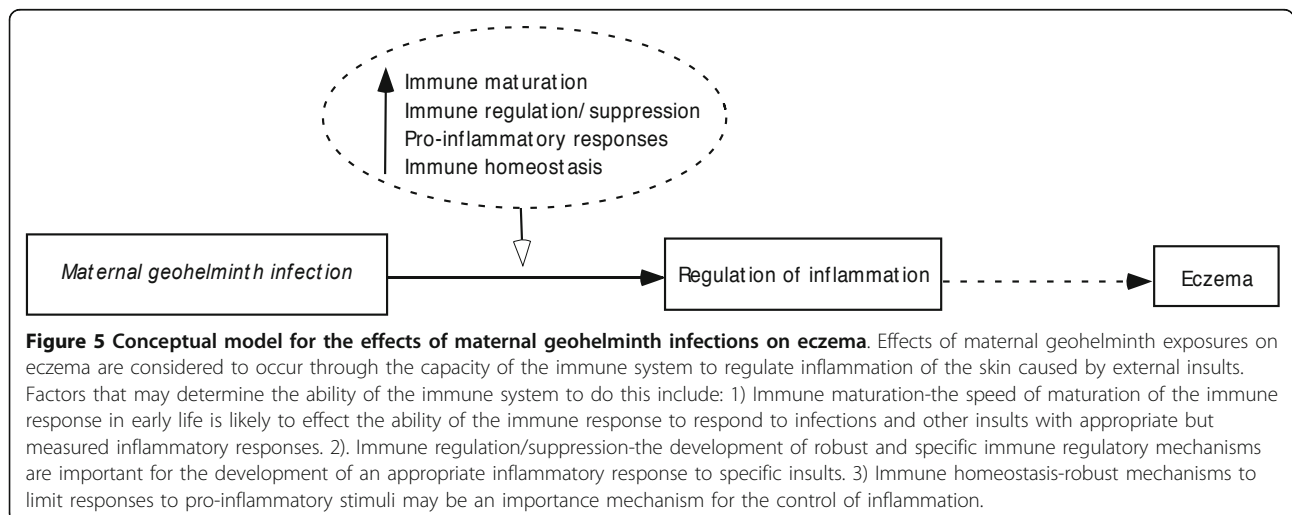 Immune maturation
Immune regulation/ suppression
Pro-inflammatory responses
Immune homeostasis
Maternal geohelminth infection
Regulation of inflammation
Eczema
Figure 5 Conceptual model for the effects of maternal geohelminth infections on eczema. Effects of maternal geohelminth exposures on
eczema are considered to occur through the capacity of the immune system to regulate inflammation of the skin caused by external insults.
Factors that may determine the ability of the immune system to do this include: 1) Immune maturation-the speed of maturation of the immune
response in early life is likely to effect the ability of the immune response to respond to infections and other insults with appropriate but
measured inflammatory responses. 2). Immune regulation/suppression-the development of robust and specific immune regulatory mechanisms
are important for the development of an appropriate inflammatory response to specific insults. 3) Immune homeostasis-robust mechanisms to
limit responses to pro-inflammatory stimuli may be an importance mechanism for the control of inflammation.